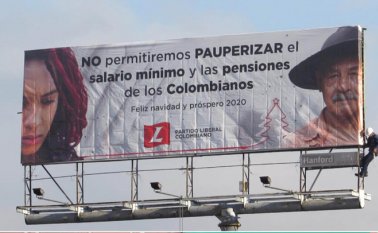 NO permitiremos PAUPERIZAR el
salario mínimo y las pensiones
de los Colombianos
Feliz navidad y próspero 2020
L
PARTIDO LIBERAL
COLOMBIANO
Hanford